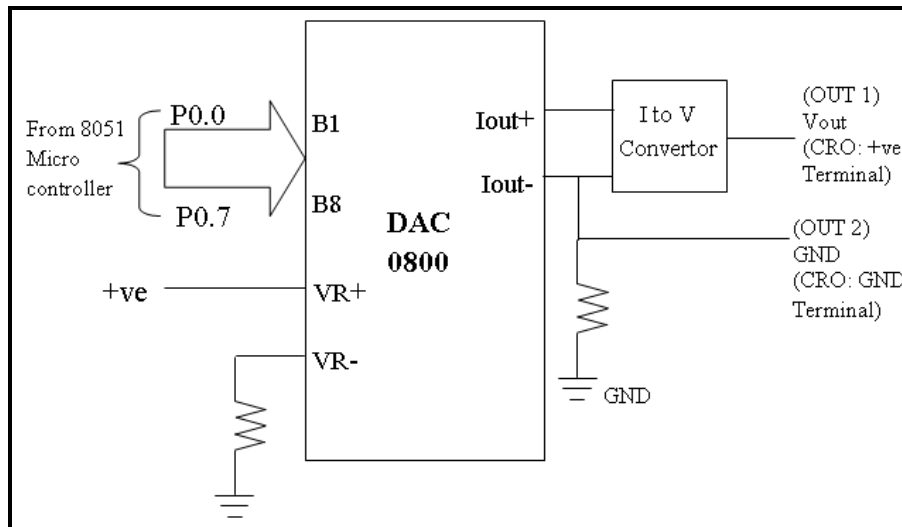 From 8051
Micro
controller
P0.0
P0.7
+ve
B1
B8
VR+
VR-
DAC
0800
Iout+
Iout-
I to V
Convertor
(OUT 1)
Vout
(CRO: +ve
Terminal)
(OUT 2)
GND
(CRO: GND
Terminal)
GND